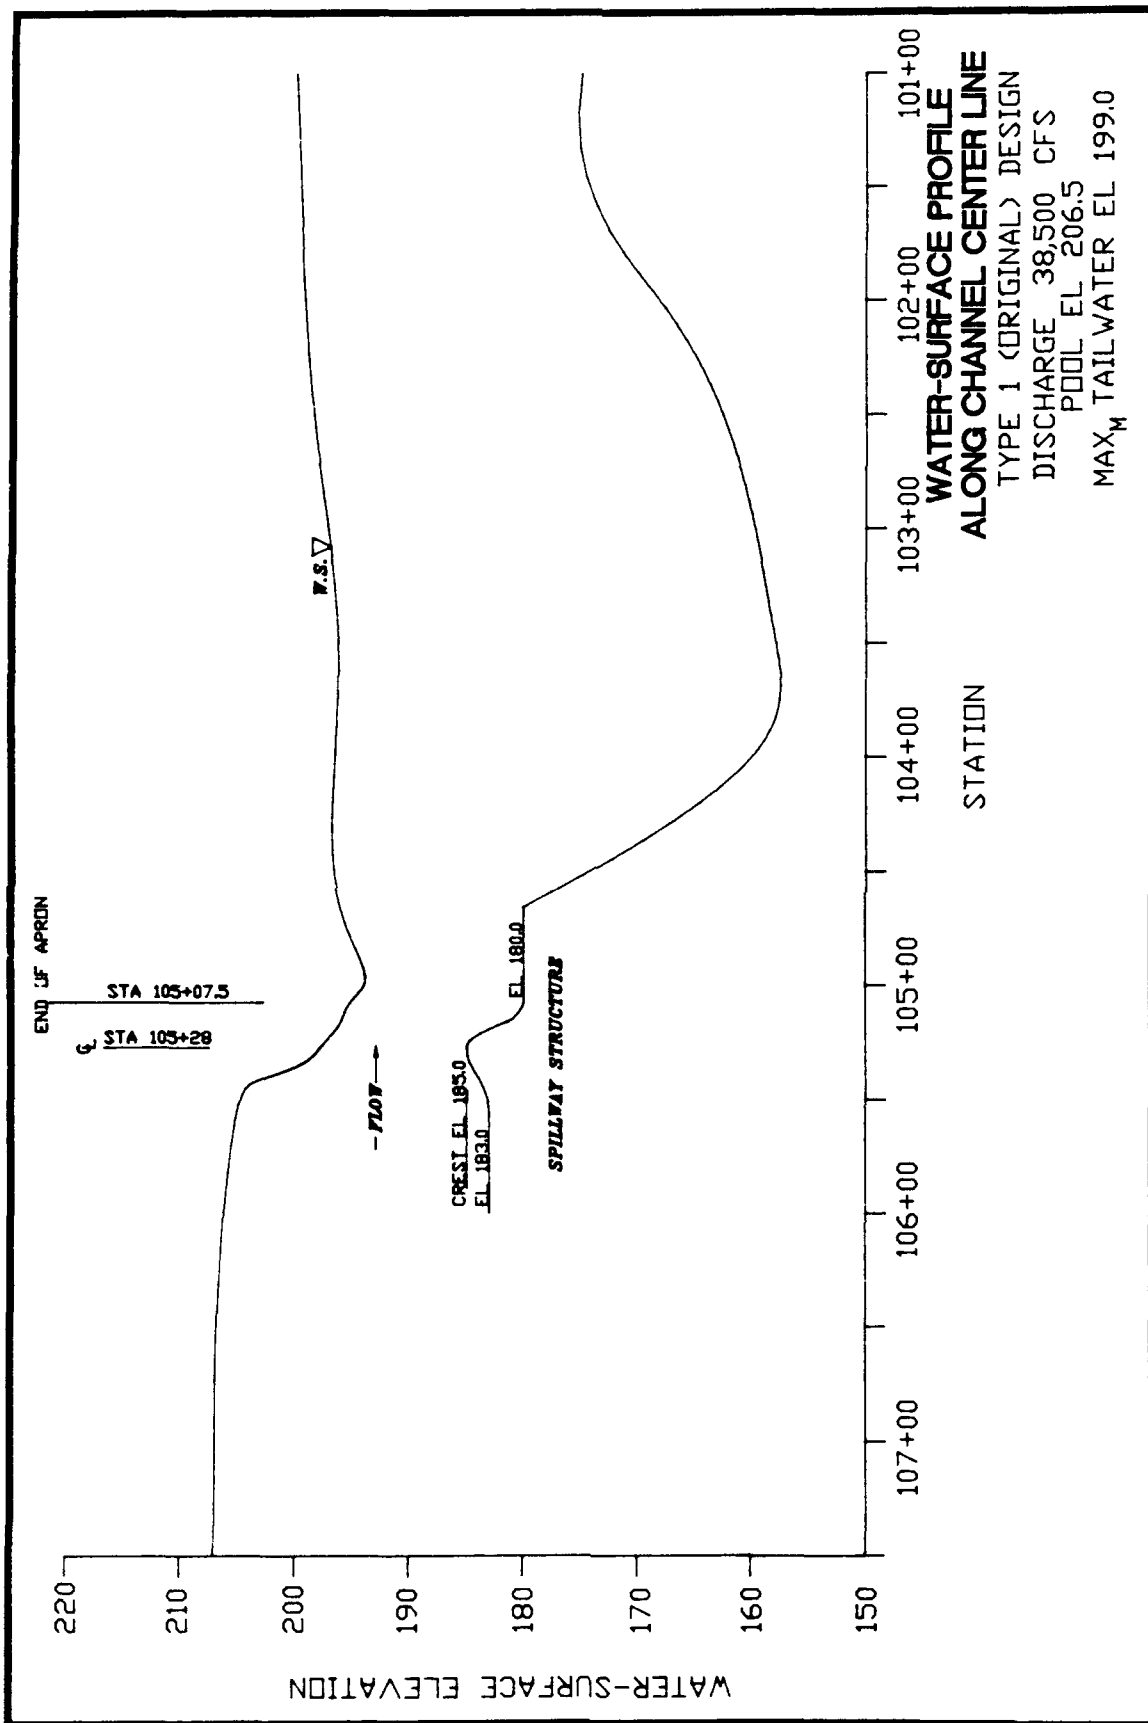 WATER-SURFACE ELEVATION
220
210
200
190
180
170
160
150
END OF APRON
STA 105+07.5
℄ STA 105+28
W.S.
- FLOW
CREST EL 185.0
EL 183.0
EL 180.0
SPILLWAY STRUCTURE
107+00
106+00
105+00
104+00
103+00
102+00
101+00
STATION
WATER-SURFACE PROFILE
ALONG CHANNEL CENTER LINE
TYPE 1 (ORIGINAL) DESIGN
DISCHARGE 38,500 CFS
POOL EL 206.5
MAXM TAILWATER EL 199.0